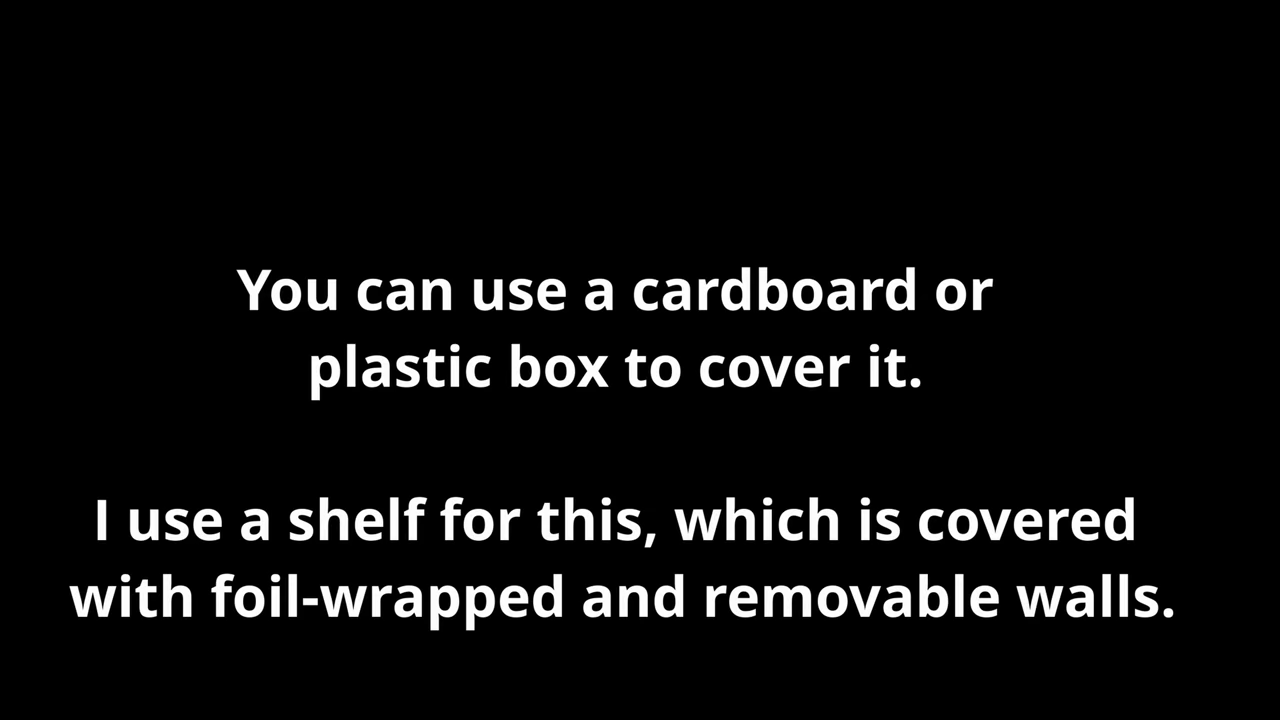 You can use a cardboard or
plastic box to cover it.
I use a shelf for this, which is covered
with foil-wrapped and removable walls.